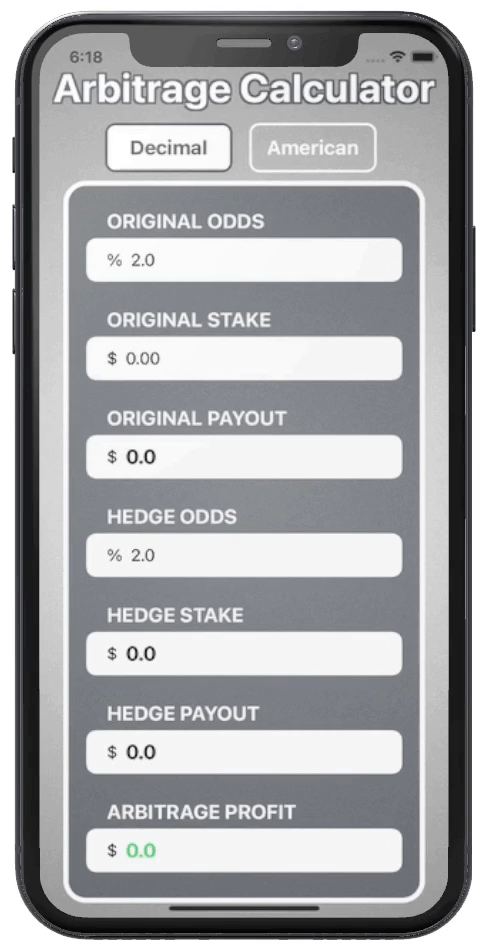 6:18
Arbitrage Calculator
Decimal American
ORIGINAL ODDS
% 2.0
ORIGINAL STAKE
$ 0.00
ORIGINAL PAYOUT
$ 0.0
HEDGE ODDS
% 2.0
HEDGE STAKE
$ 0.0
HEDGE PAYOUT
$ 0.0
ARBITRAGE PROFIT
$ 0.0